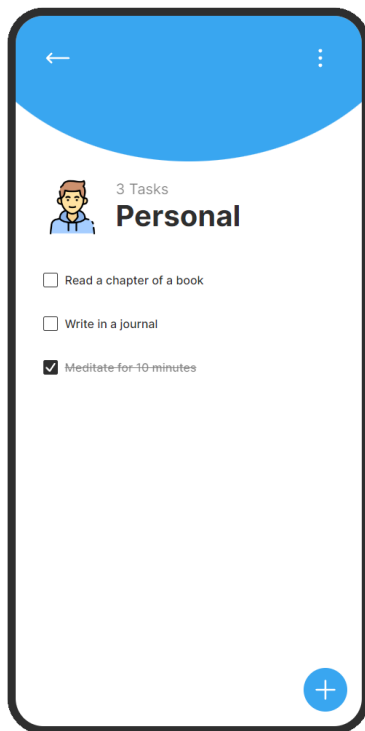 3 Tasks
Personal
Read a chapter of a book
Write in a journal
Meditate for 10 minutes